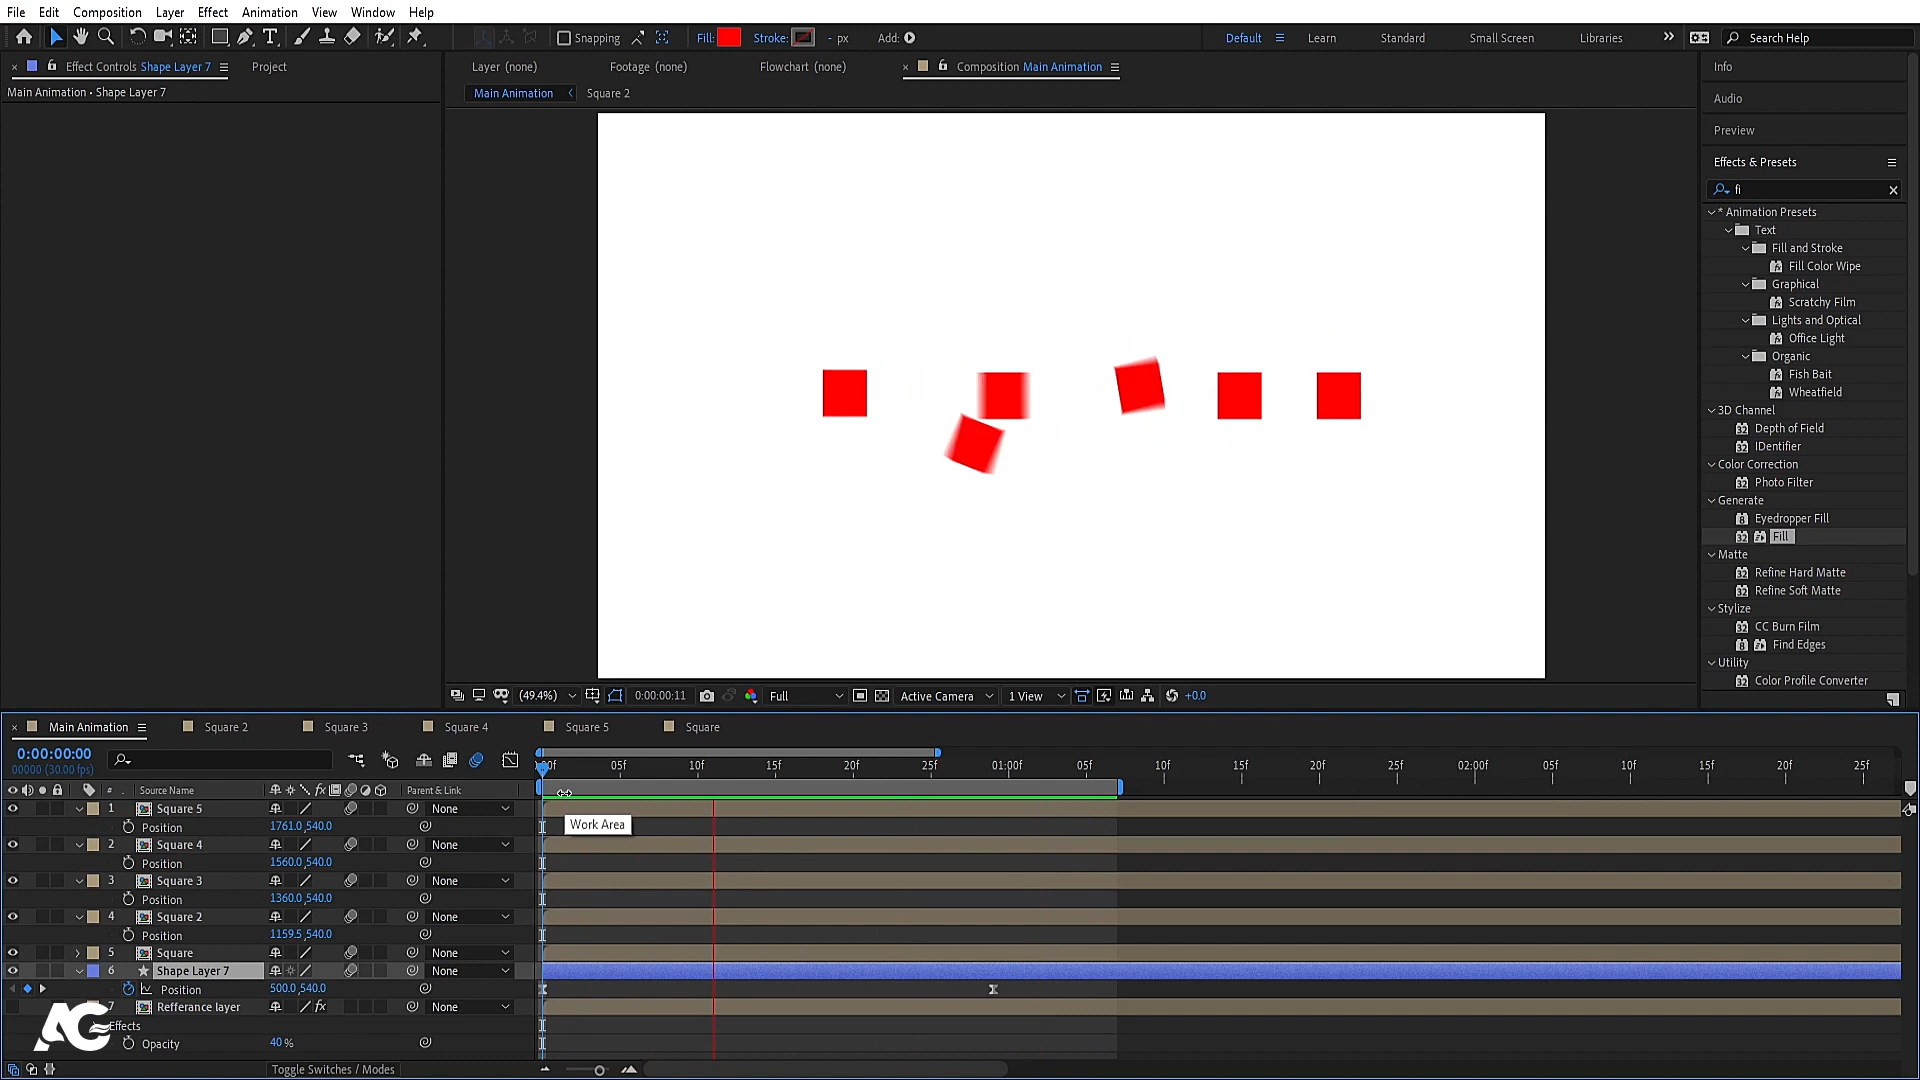 File Edit Composition Layer Effect Animation View Window Help
Snapping Fill: Stroke: - px Add: Default Learn Standard Small Screen Libraries Search Help
Effect Controls Shape Layer 7 Project Layer (none) Footage (none) Flowchart (none) Composition Main Animation Info
Main Animation • Shape Layer 7 Main Animation Square 2
Audio
Preview
Effects & Presets
fi
* Animation Presets
Text
Fill and Stroke
Fill Color Wipe
Graphical
Scratchy Film
Lights and Optical
Office Light
Organic
Fish Bait
Wheatfield
3D Channel
Depth of Field
IDentifier
Color Correction
Photo Filter
Generate
Eyedropper Fill
Fill
Matte
Refine Hard Matte
Refine Soft Matte
Stylize
CC Burn Film
Find Edges
Utility
Color Profile Converter
(49.4%) 0:00:00:11 Full Active Camera 1 View +0.0
Main Animation Square 2 Square 3 Square 4 Square 5 Square
0:00:00:00
00000 (30.00 fps)
05f 10f 15f 20f 25f 01:00f 05f 10f 15f 20f 25f 02:00f 05f 10f 15f 20f 25f
# Source Name Parent & Link
1 Square 5 None
Position 1761.0,540.0
Work Area
2 Square 4 None
Position 1560.0,540.0
3 Square 3 None
Position 1360.0,540.0
4 Square 2 None
Position 1159.5,540.0
5 Square None
6 Shape Layer 7 None
Position 500.0,540.0
7 Refferance layer None
Effects
Opacity 40 %
AG
Toggle Switches / Modes